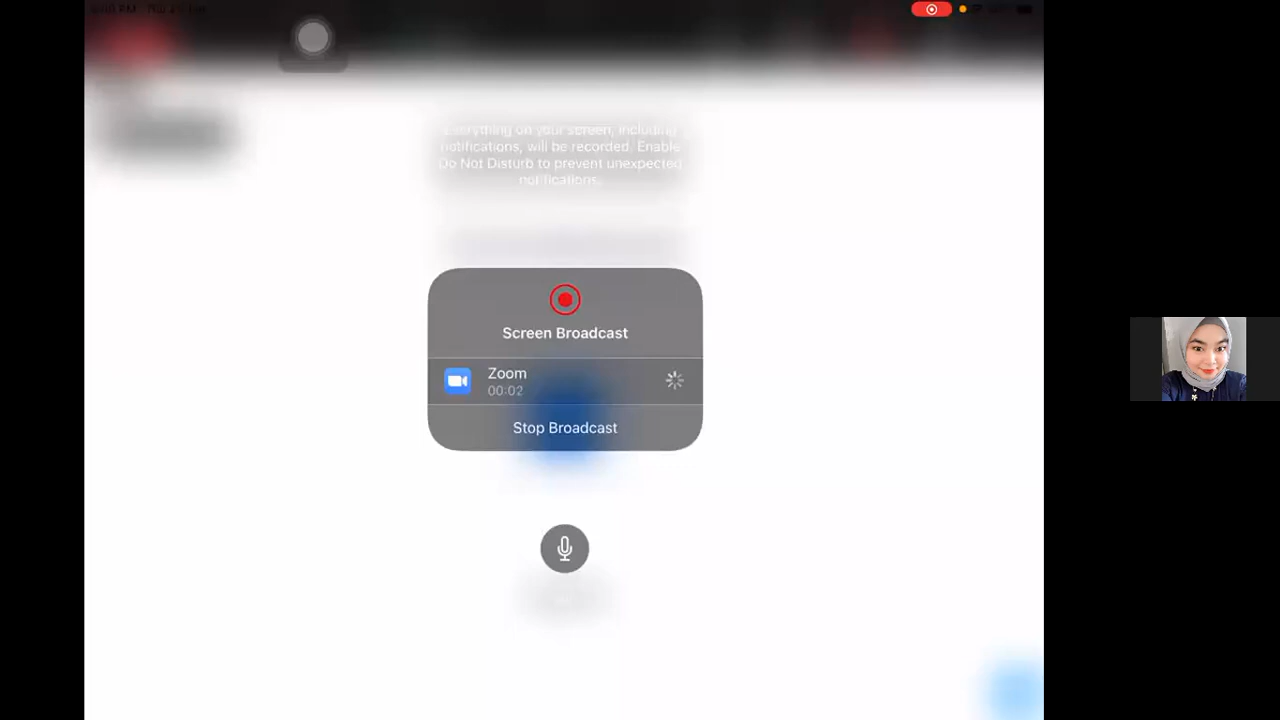 Everything on your screen, including
notifications, will be recorded. Enable
Do Not Disturb to prevent unexpected
notifications.
Screen Broadcast
Zoom
00:02
Stop Broadcast